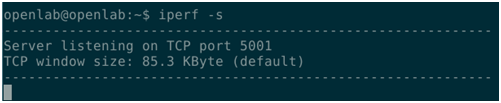 openlab@openlab:~$ iperf -s
------------------------------------------------------------
Server listening on TCP port 5001
TCP window size: 85.3 KByte (default)
------------------------------------------------------------